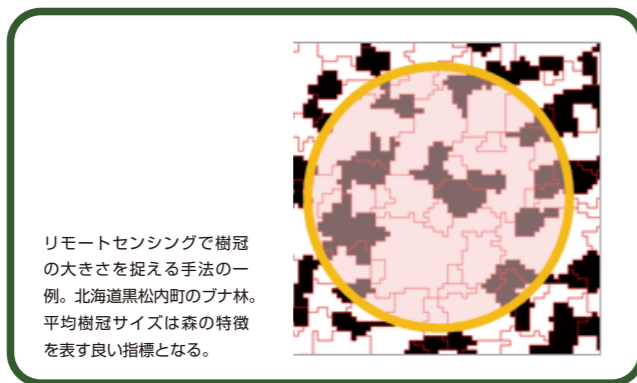 リモートセンシングで樹冠
の大きさを捉える手法の一
例。北海道黒松内町のブナ林。
平均樹冠サイズは森の特徴
を表す良い指標となる。